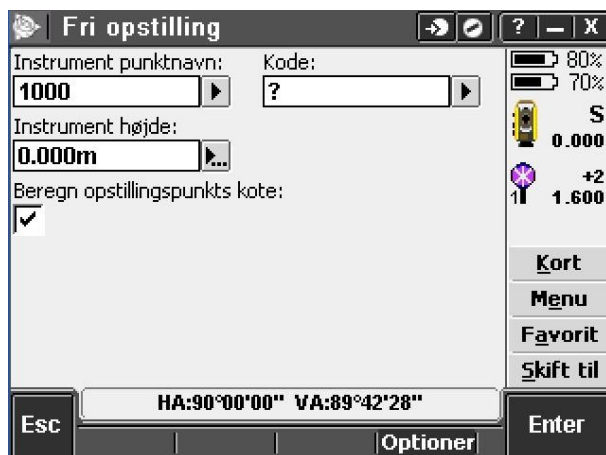 Fri opstilling
? – X
Instrument punktnavn:
Kode:
1000
?
Instrument højde:
0.000m
Beregn opstillingspunkts kote:
80%
70%
S
0.000
+2
1
1.600
Kort
Menu
Favorit
Skift til
HA:90°00'00" VA:89°42'28"
Esc
Optioner
Enter